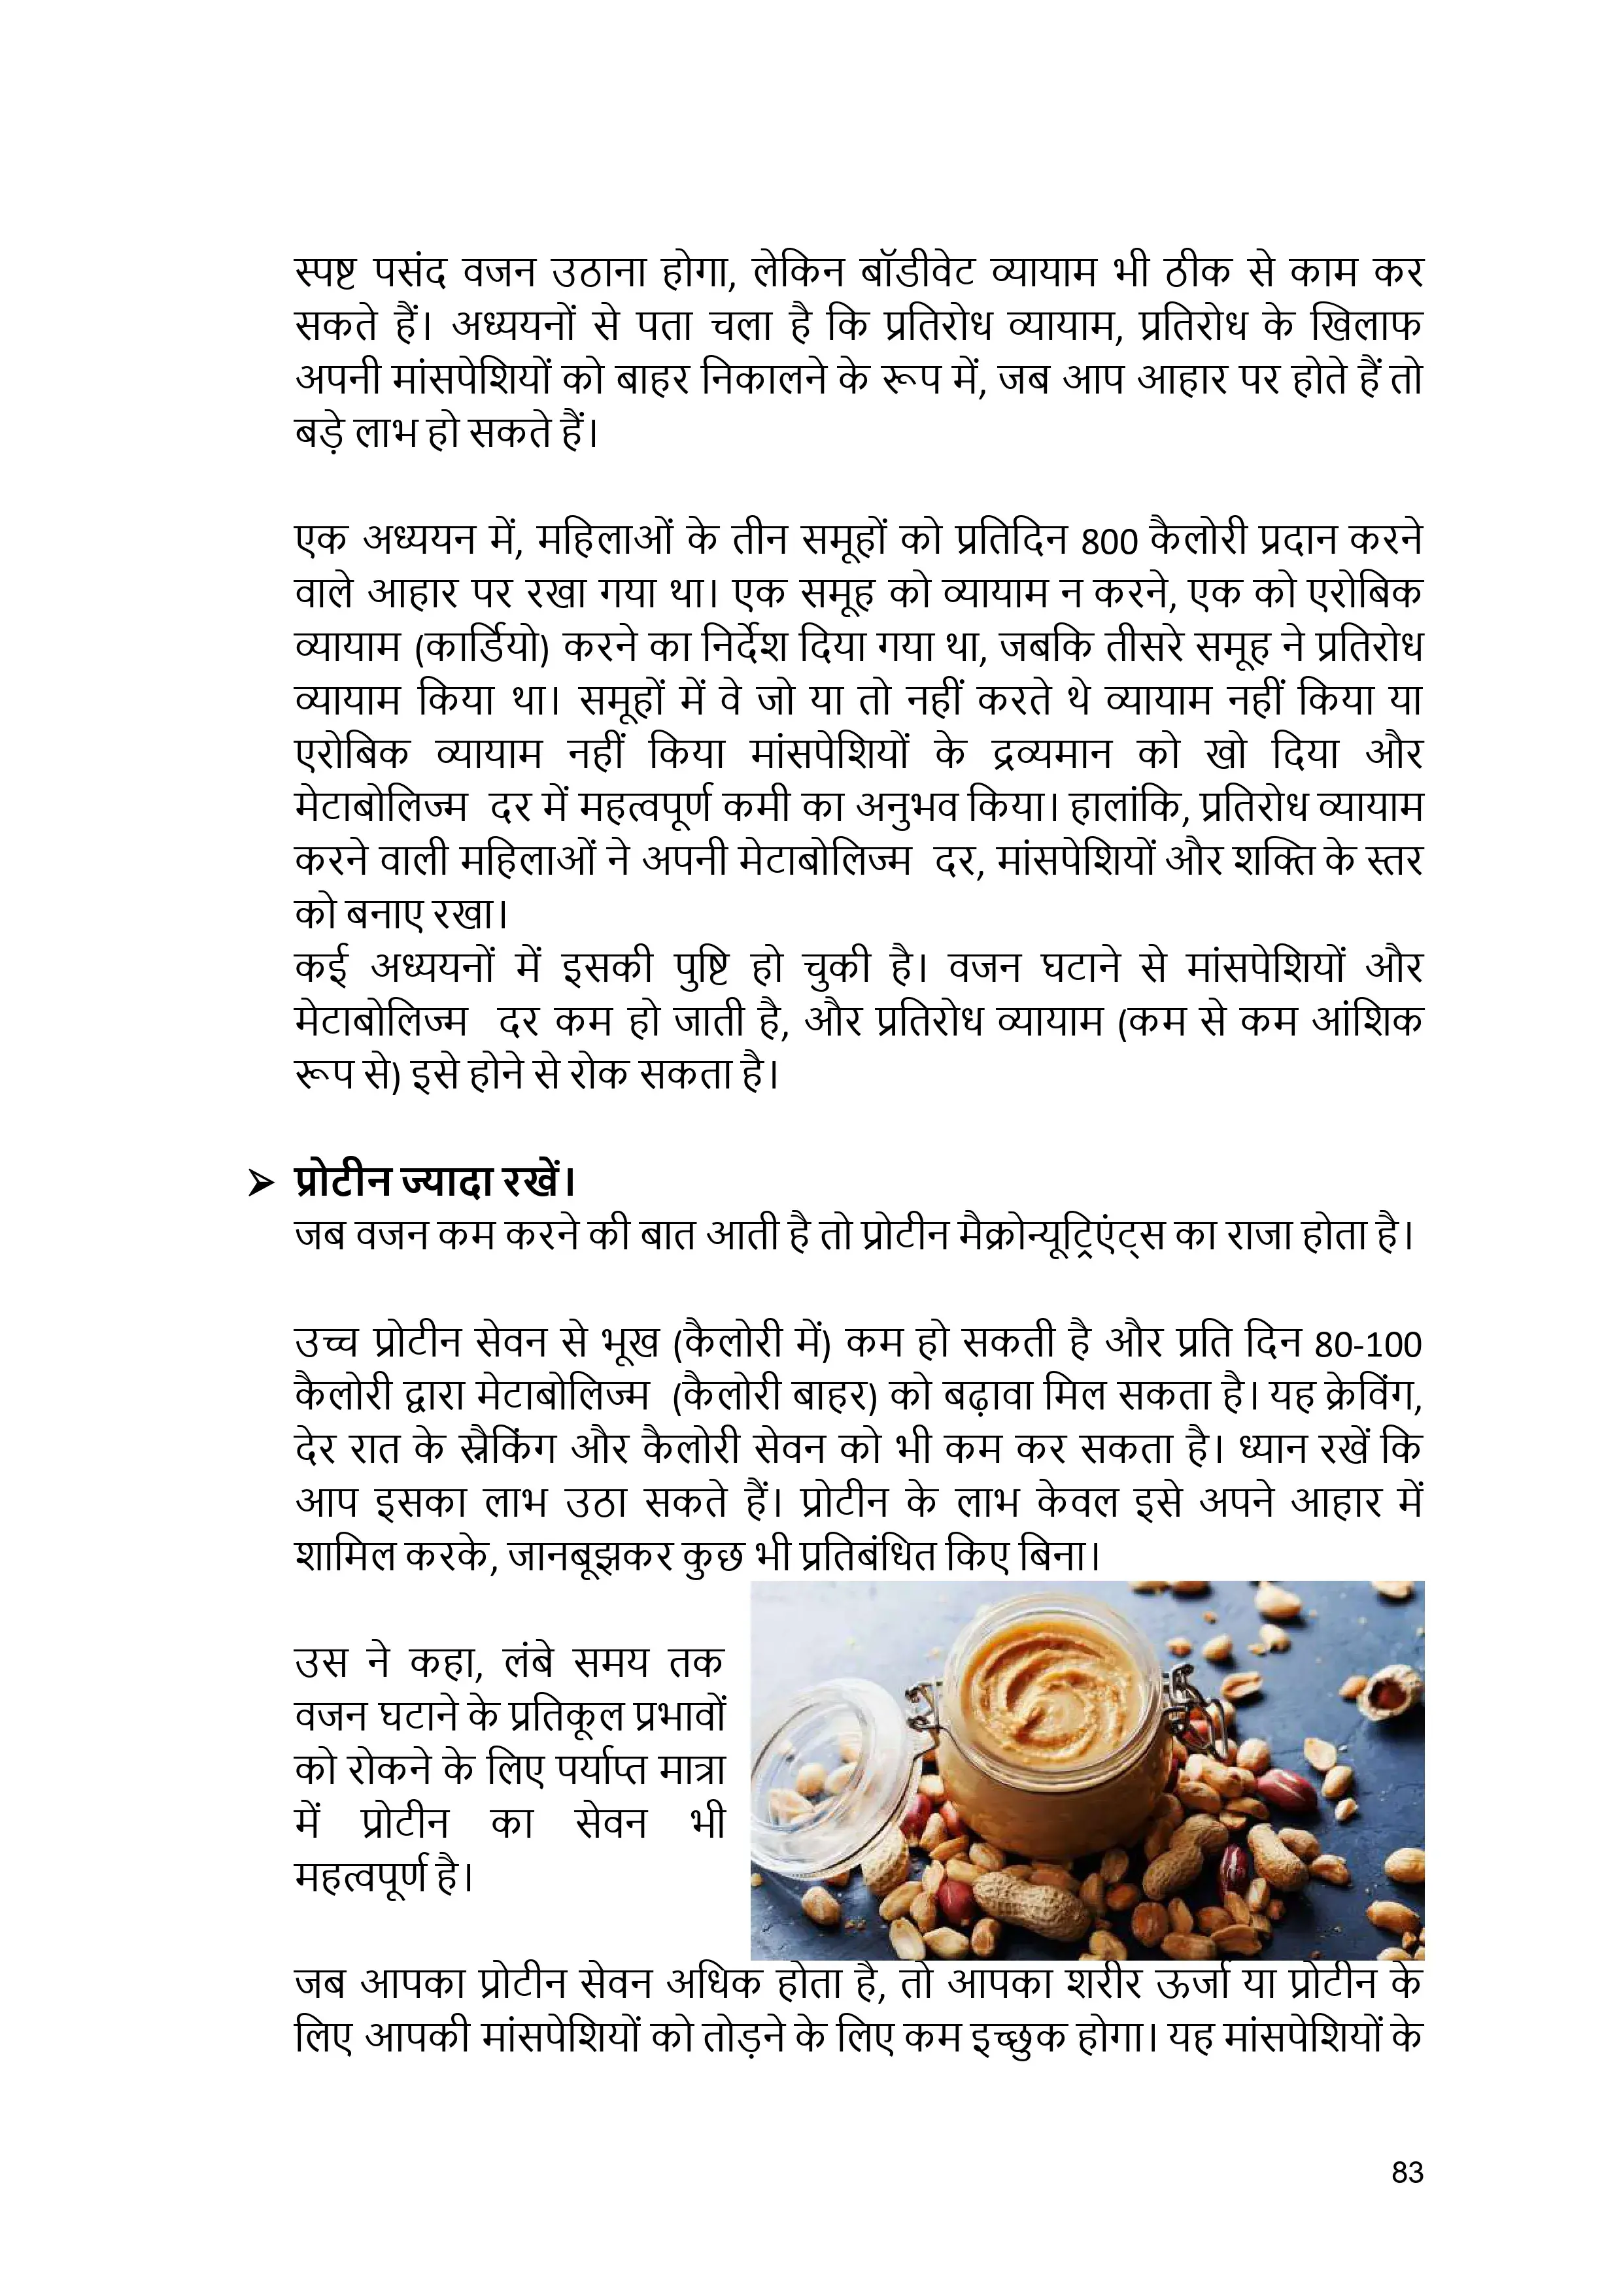 स्पष्ट पसंद वजन उठाना होगा, लेकिन बॉडीवेट व्यायाम भी ठीक से काम कर
सकते हैं। अध्ययनों से पता चला है कि प्रतिरोध व्यायाम, प्रतिरोध के खिलाफ
अपनी मांसपेशियों को बाहर निकालने के रूप में, जब आप आहार पर होते हैं तो
बड़े लाभ हो सकते हैं।
एक अध्ययन में, महिलाओं के तीन समूहों को प्रतिदिन 800 कैलोरी प्रदान करने
वाले आहार पर रखा गया था। एक समूह को व्यायाम न करने, एक को एरोबिक
व्यायाम (कार्डियो) करने का निर्देश दिया गया था, जबकि तीसरे समूह ने प्रतिरोध
व्यायाम किया था। समूहों में वे जो या तो नहीं करते थे व्यायाम नहीं किया या
एरोबिक व्यायाम नहीं किया मांसपेशियों के द्रव्यमान को खो दिया और
मेटाबोलिज्म दर में महत्वपूर्ण कमी का अनुभव किया। हालांकि, प्रतिरोध व्यायाम
करने वाली महिलाओं ने अपनी मेटाबोलिज्म दर, मांसपेशियों और शक्ति के स्तर
को बनाए रखा।
कई अध्ययनों में इसकी पुष्टि हो चुकी है। वजन घटाने से मांसपेशियों और
मेटाबोलिज्म दर कम हो जाती है, और प्रतिरोध व्यायाम (कम से कम आंशिक
रूप से) इसे होने से रोक सकता है।
➢ प्रोटीन ज्यादा रखें।
जब वजन कम करने की बात आती है तो प्रोटीन मैक्रोन्यूट्रिएंट्स का राजा होता है।
उच्च प्रोटीन सेवन से भूख (कैलोरी में) कम हो सकती है और प्रति दिन 80-100
कैलोरी द्वारा मेटाबोलिज्म (कैलोरी बाहर) को बढ़ावा मिल सकता है। यह क्रेविंग,
देर रात के स्नैकिंग और कैलोरी सेवन को भी कम कर सकता है। ध्यान रखें कि
आप इसका लाभ उठा सकते हैं। प्रोटीन के लाभ केवल इसे अपने आहार में
शामिल करके, जानबूझकर कुछ भी प्रतिबंधित किए बिना।
उस ने कहा, लंबे समय तक
वजन घटाने के प्रतिकूल प्रभावों
को रोकने के लिए पर्याप्त मात्रा
में प्रोटीन का सेवन भी
महत्वपूर्ण है।
जब आपका प्रोटीन सेवन अधिक होता है, तो आपका शरीर ऊर्जा या प्रोटीन के
लिए आपकी मांसपेशियों को तोड़ने के लिए कम इच्छुक होगा। यह मांसपेशियों के
83